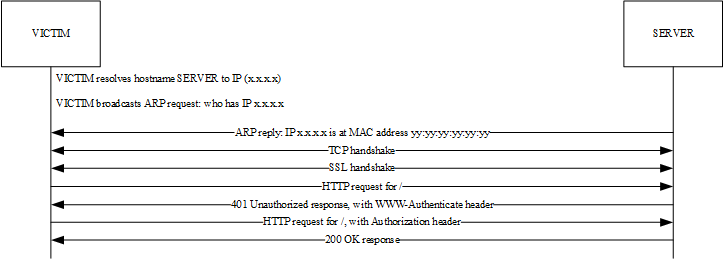 VICTIM
SERVER
VICTIM resolves hostname SERVER to IP (x.x.x.x)
VICTIM broadcasts ARP request: who has IP x.x.x.x
ARP reply: IP x.x.x.x is at MAC address yy:yy:yy:yy:yy:yy
TCP handshake
SSL handshake
HTTP request for /
401 Unauthorized response, with WWW-Authenticate header
HTTP request for /, with Authorization header
200 OK response